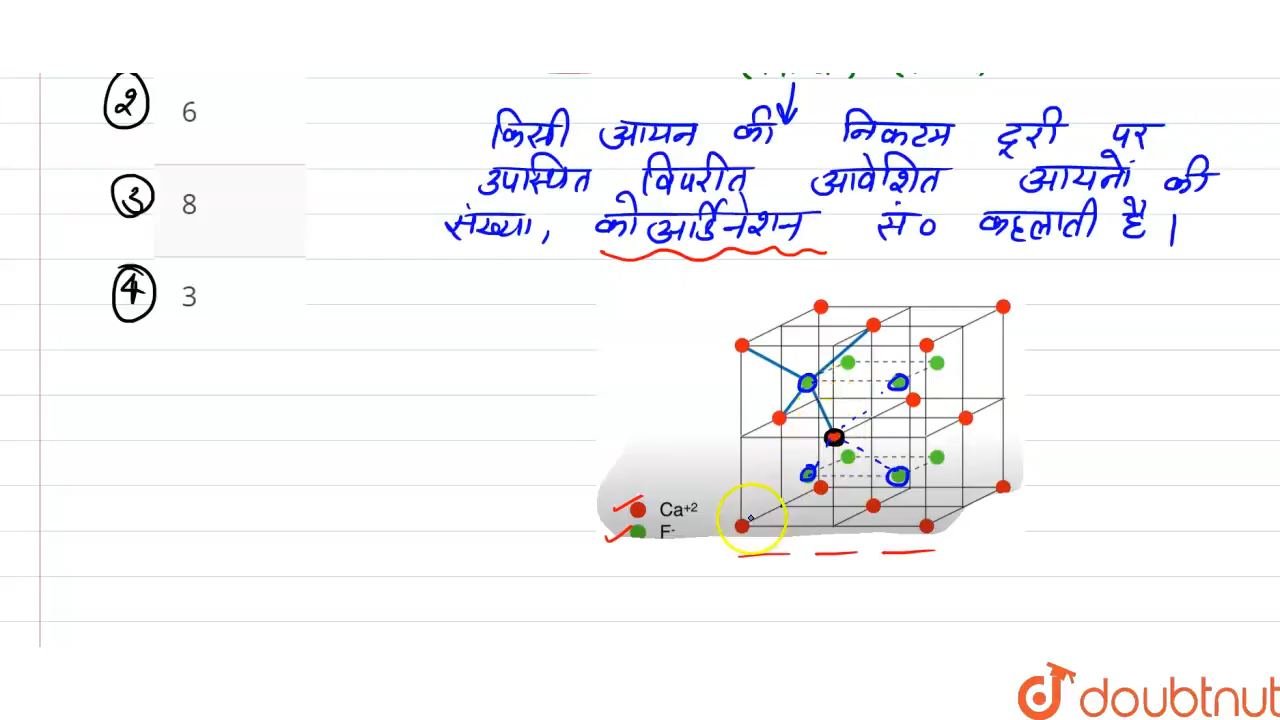 2 6
किसी आयन की निकटम दूरी पर
उपस्थित विपरीत आवेशित आयनों की
3 8
संख्या, कोआर्डिनेशन सं० कहलाती है।
4 3
Ca+2
F-
doubtnut